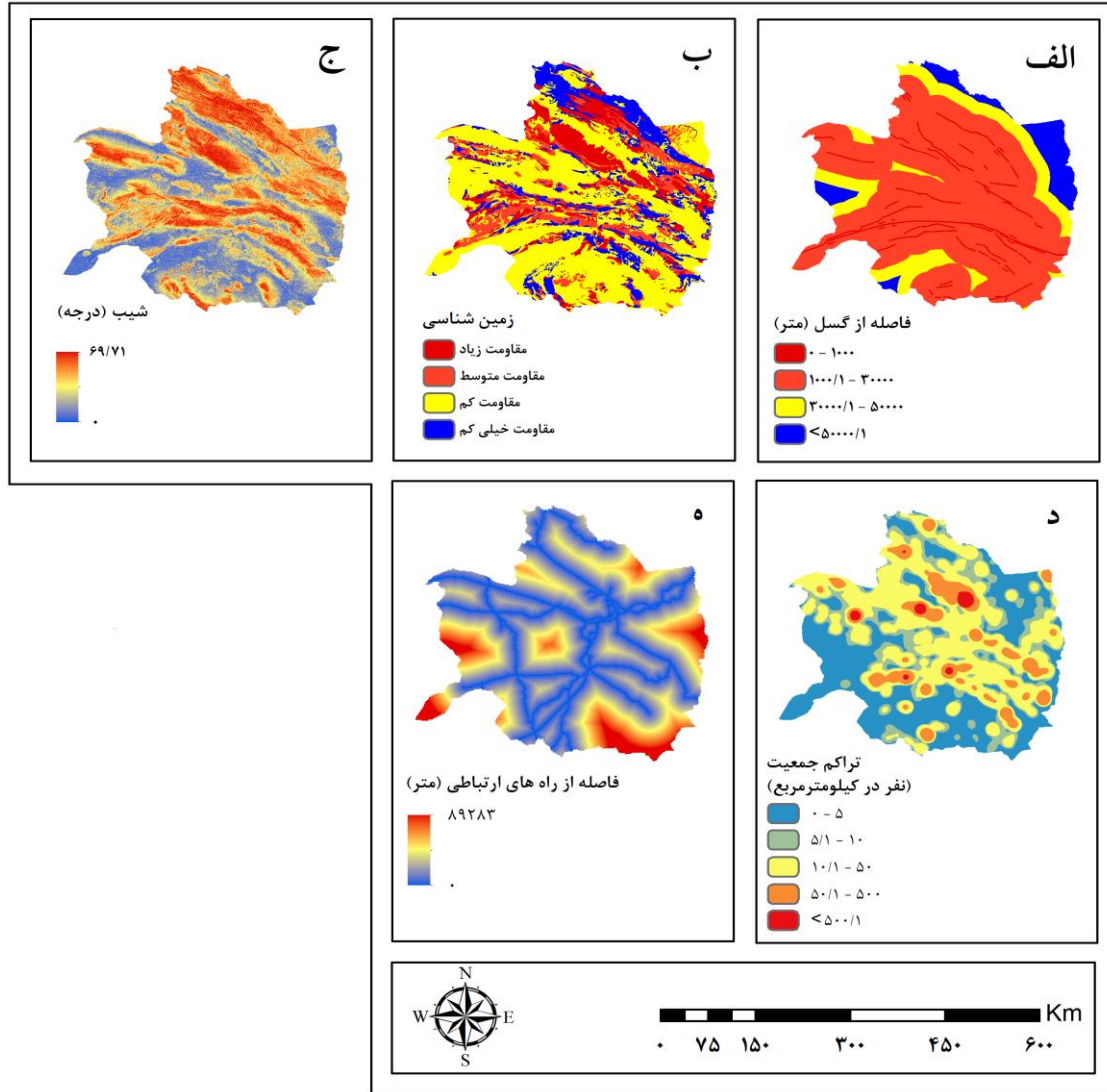 الف
فاصله از گسل (متر)
۰ - ۱۰۰۰
۱۰۰۰/۱ - ۳۰۰۰۰
۳۰۰۰۰/۱ - ۵۰۰۰۰
<۵۰۰۰۰/۱
ب
زمین شناسی
مقاومت زیاد
مقاومت متوسط
مقاومت کم
مقاومت خیلی کم
ج
شیب (درجه)
۶۹/۷۱
۰
د
تراکم جمعیت
(نفر در کیلومترمربع)
۰ - ۵
۵/۱ - ۱۰
۱۰/۱ - ۵۰
۵۰/۱ - ۵۰۰
<۵۰۰/۱
ه
فاصله از راه های ارتباطی (متر)
۸۹۲۸۳
۰
N
W E
S
Km
۰ ۷۵ ۱۵۰ ۳۰۰ ۴۵۰ ۶۰۰